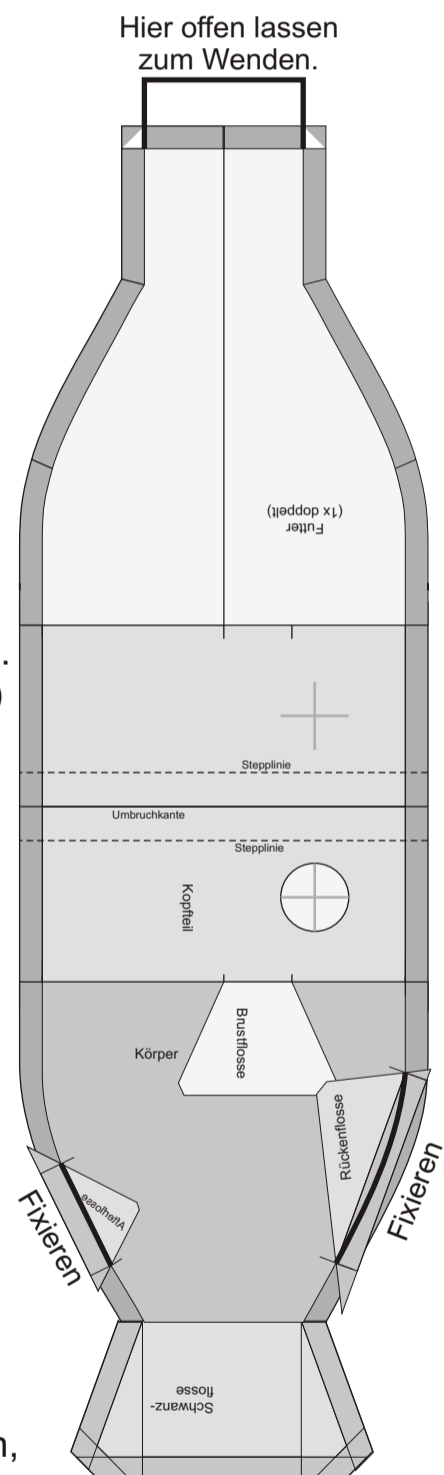 Hier offen lassen
zum Wenden.
Futter
(1x doppelt)
.
)
Stepplinie
Umbruchkante
Stepplinie
Kopfteil
Brustflosse
Körper
Rückenflosse
Afterflosse
Fixieren
Fixieren
Schwanz-
flosse
n,